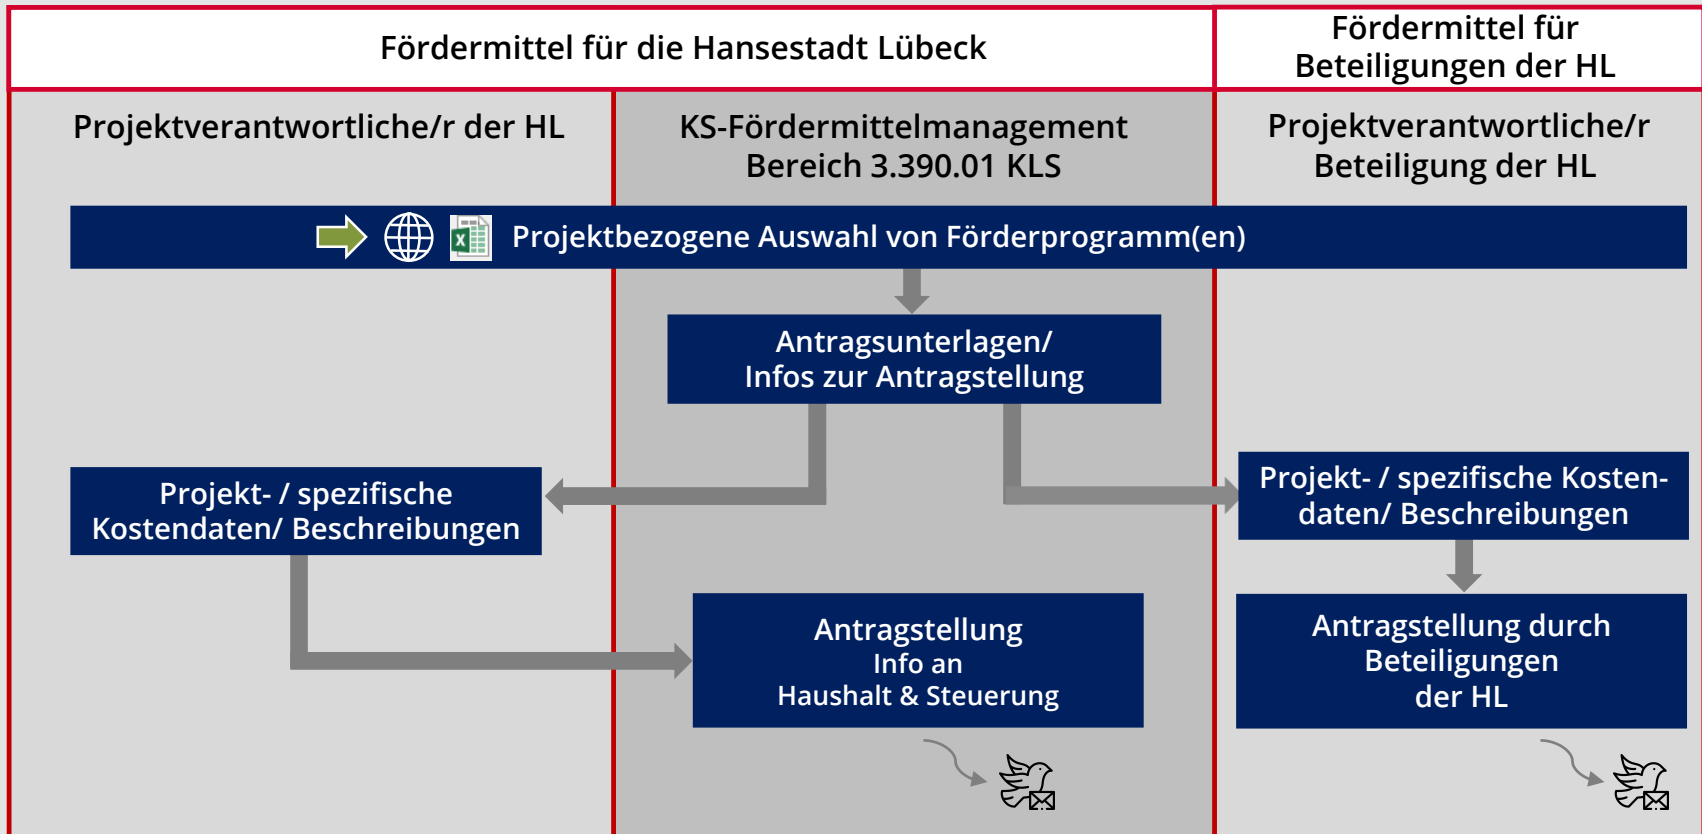 Fördermittel für die Hansestadt Lübeck
Fördermittel für
Beteiligungen der HL
Projektverantwortliche/r der HL
KS-Fördermittelmanagement
Bereich 3.390.01 KLS
Projektverantwortliche/r
Beteiligung der HL
Projektbezogene Auswahl von Förderprogramm(en)
Antragsunterlagen/
Infos zur Antragstellung
Projekt- / spezifische
Kostendaten/ Beschreibungen
Projekt- / spezifische Kosten-
daten/ Beschreibungen
Antragstellung
Info an
Haushalt & Steuerung
Antragstellung durch
Beteiligungen
der HL